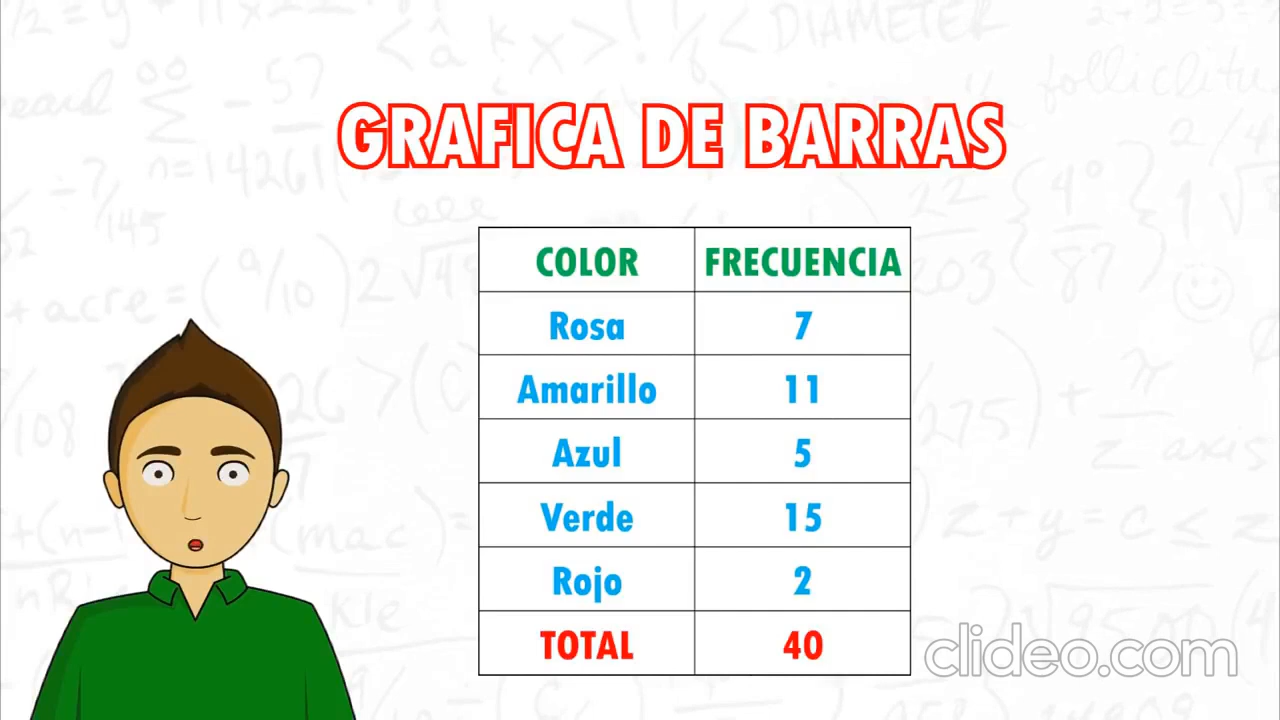 GRAFICA DE BARRAS
COLOR FRECUENCIA
Rosa 7
Amarillo 11
Azul 5
Verde 15
Rojo 2
TOTAL 40
clideo.com